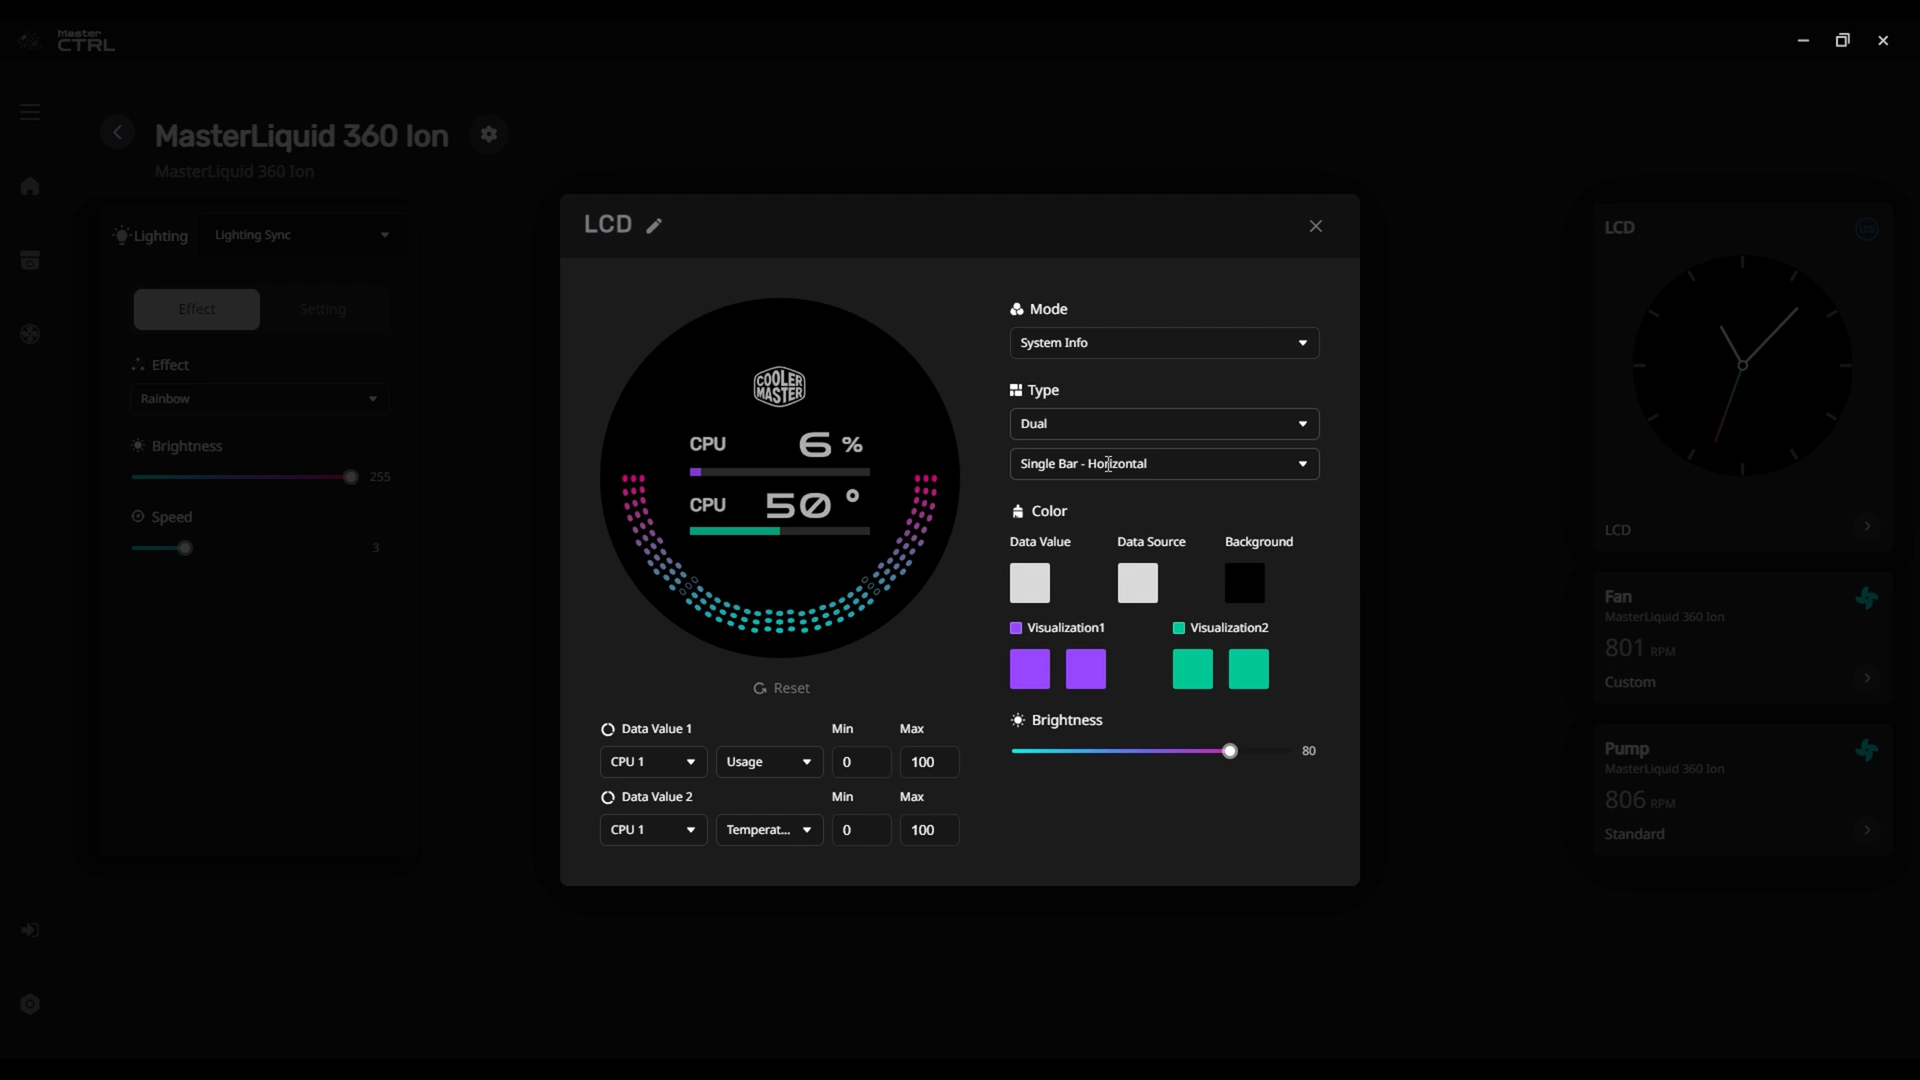 Master
CTRL
MasterLiquid 360 Ion
MasterLiquid 360 Ion
Lighting
Lighting Sync
Effect
Setting
Effect
Rainbow
Brightness
255
Speed
3
LCD
COOLER
MASTER
CPU 6 %
CPU 50 °
Reset
Data Value 1 Min Max
CPU 1 Usage 0 100
Data Value 2 Min Max
CPU 1 Temperat... 0 100
Mode
System Info
Type
Dual
Single Bar - Horizontal
Color
Data Value Data Source Background
Visualization1 Visualization2
Brightness
80
LCD
LCD
Fan
MasterLiquid 360 Ion
801 RPM
Custom
Pump
MasterLiquid 360 Ion
806 RPM
Standard